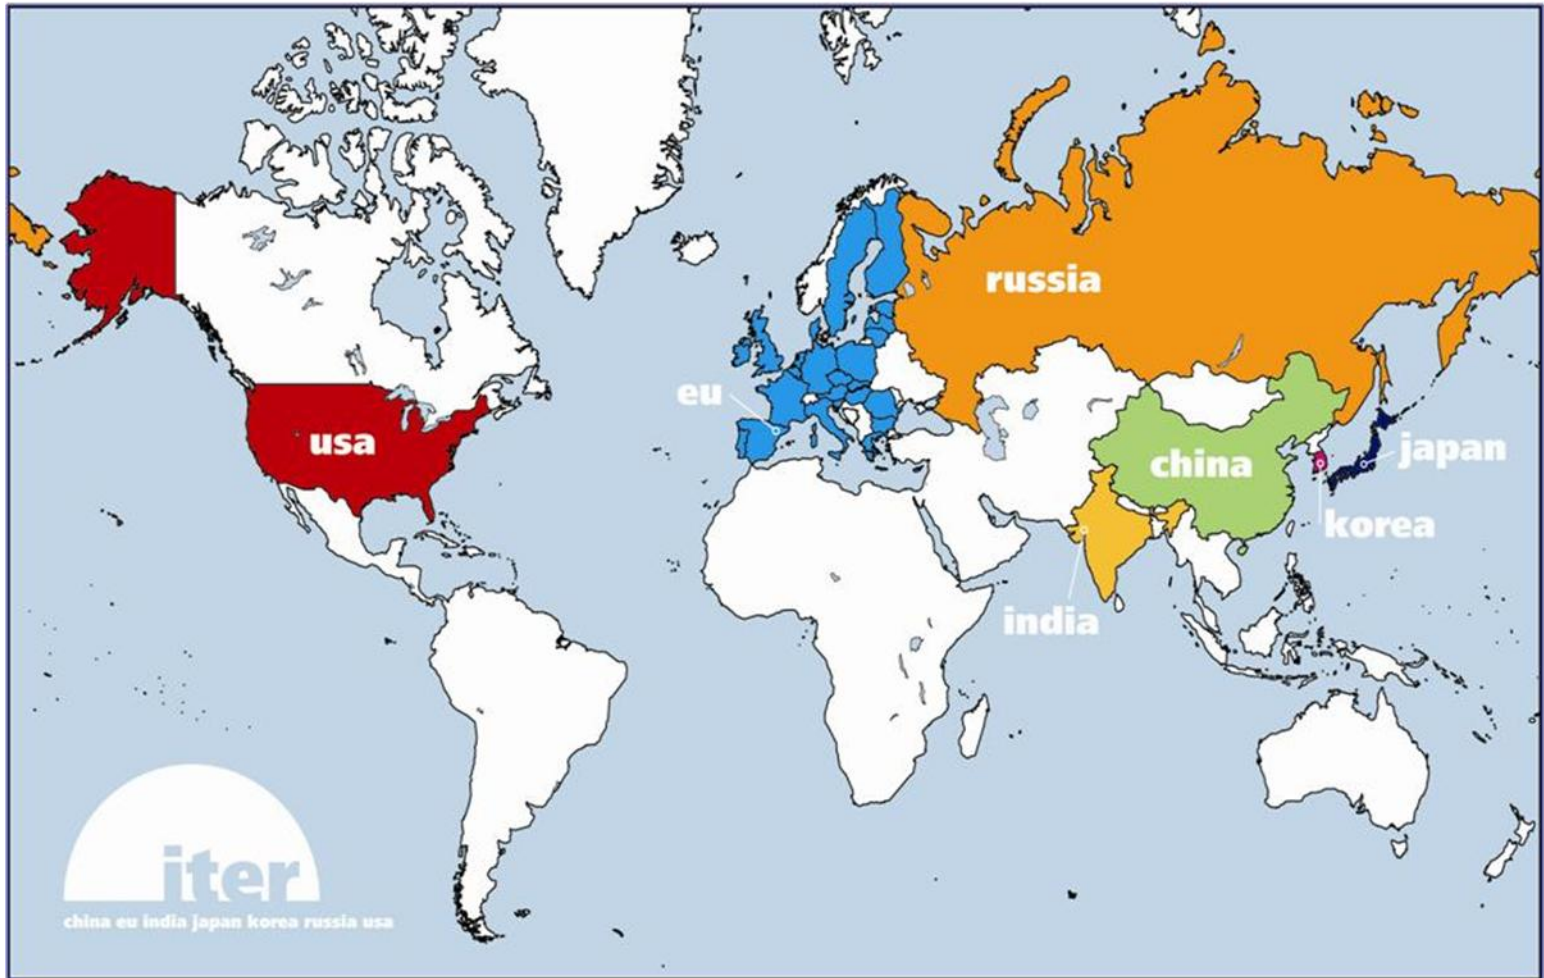 russia
eu
usa
china
japan
korea
india
iter
china eu india japan korea russia usa